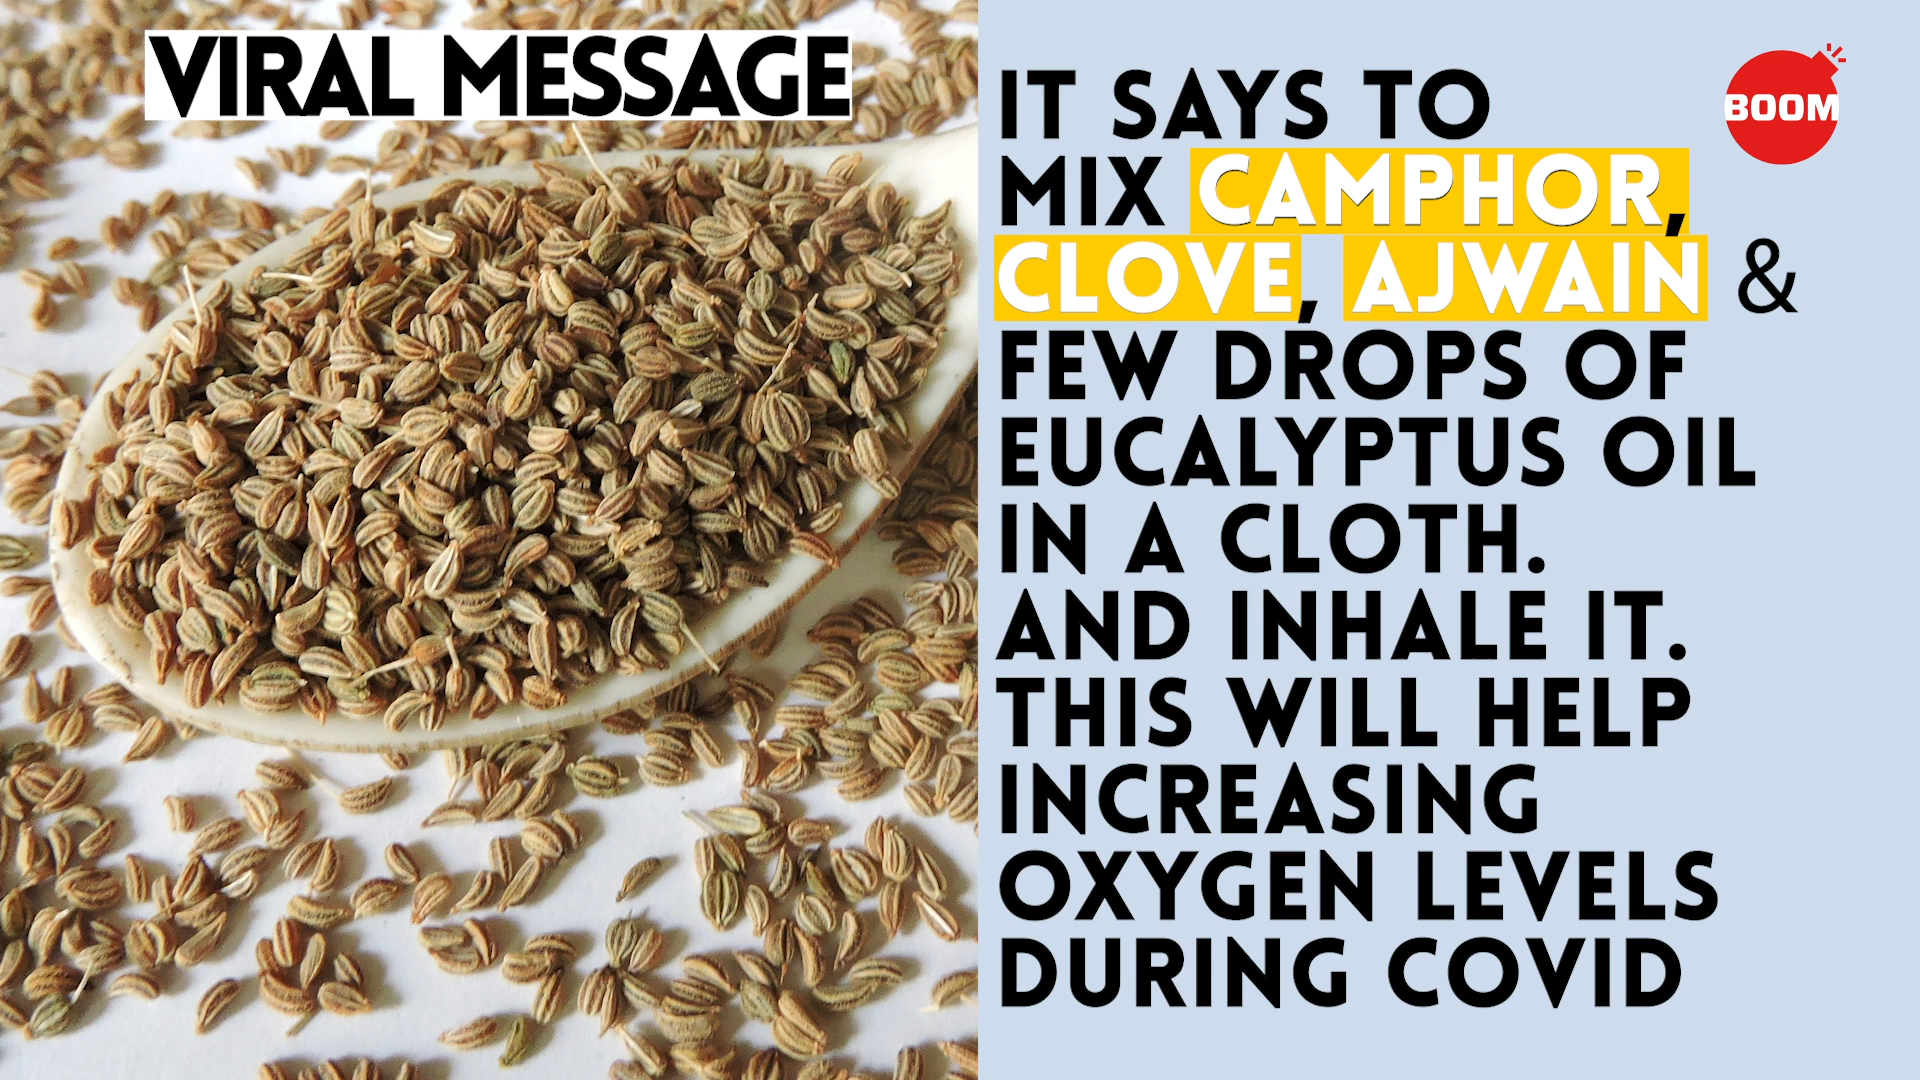 VIRAL MESSAGE
BOOM
IT SAYS TO
MIX CAMPHOR,
CLOVE, AJWAIN &
FEW DROPS OF
EUCALYPTUS OIL
IN A CLOTH.
AND INHALE IT.
THIS WILL HELP
INCREASING
OXYGEN LEVELS
DURING COVID